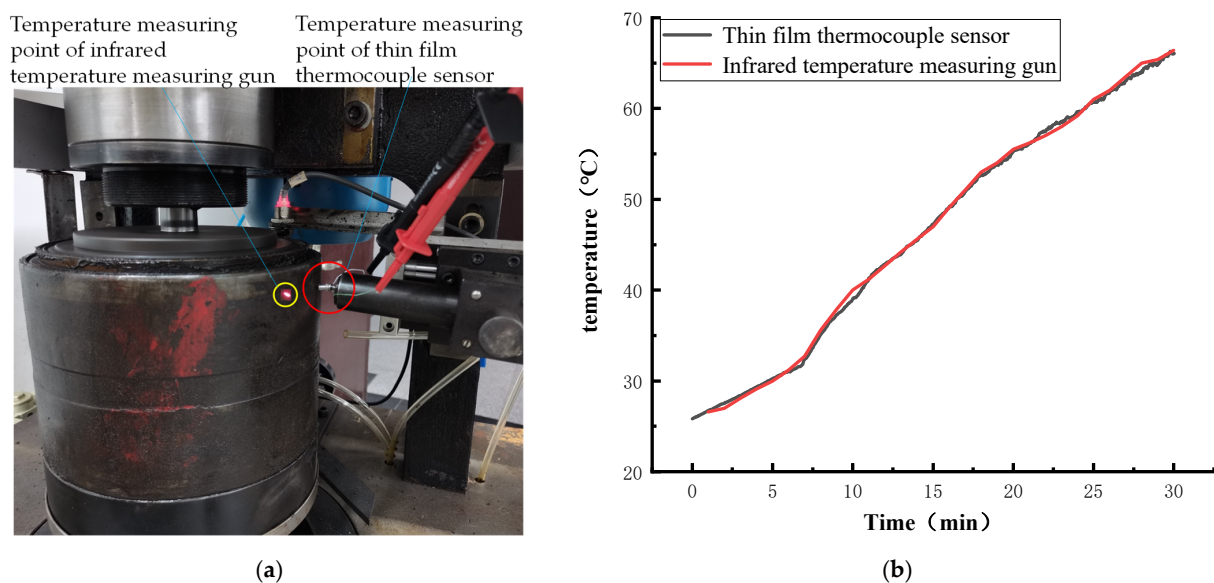 Temperature measuring
point of infrared
temperature measuring gun
Temperature measuring
point of thin film
thermocouple sensor
(a)
70
60
50
40
30
20
temperature（℃）
Thin film thermocouple sensor
Infrared temperature measuring gun
0 5 10 15 20 25 30
Time（min）
(b)